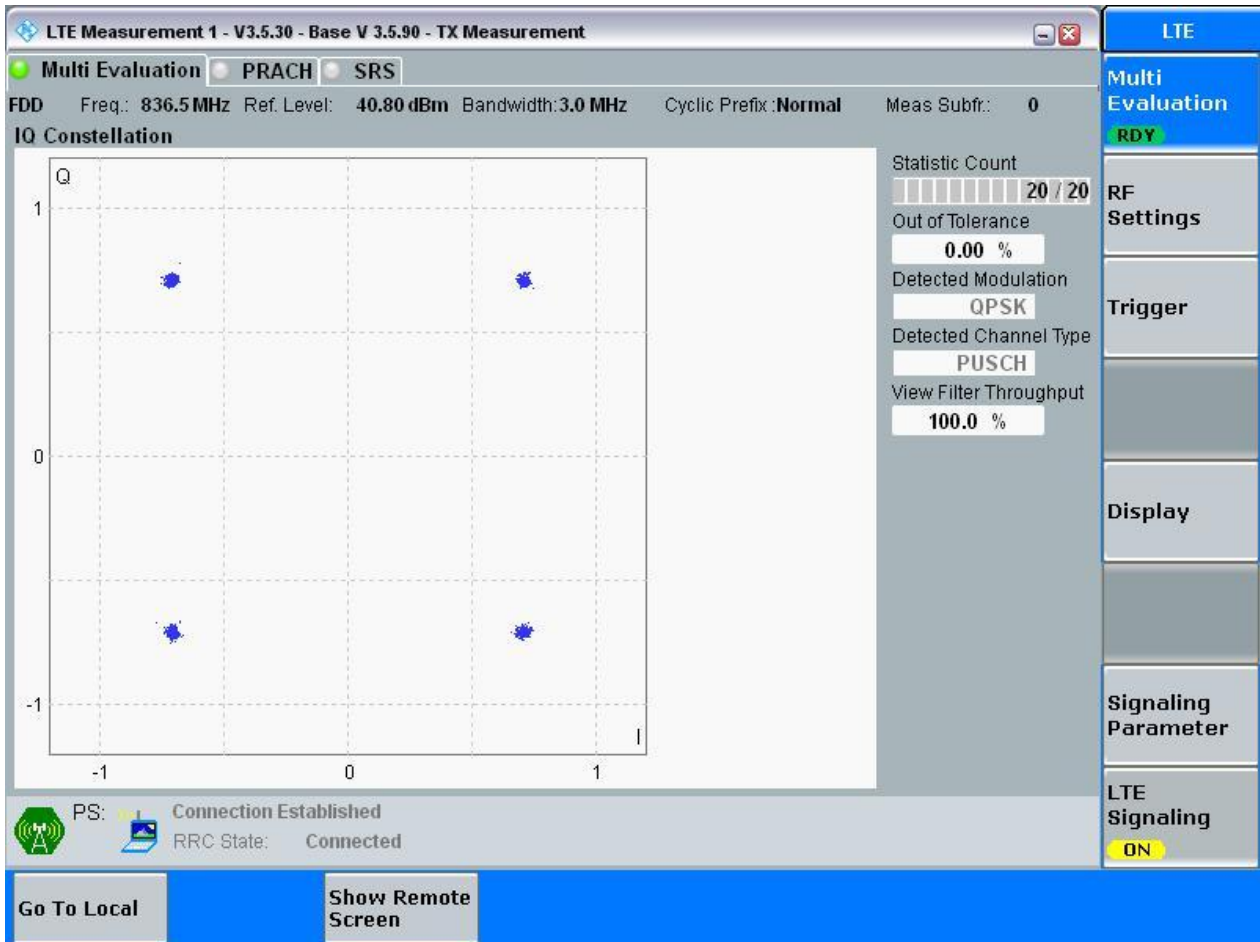 LTE Measurement 1 - V3.5.30 - Base V 3.5.90 - TX Measurement
LTE
Multi Evaluation PRACH SRS
FDD Freq.: 836.5 MHz Ref. Level: 40.80 dBm Bandwidth:3.0 MHz Cyclic Prefix :Normal Meas Subfr.: 0
IQ Constellation
Q
1
0
-1
I
-1 0 1
Statistic Count
20 / 20
Out of Tolerance
0.00 %
Detected Modulation
QPSK
Detected Channel Type
PUSCH
View Filter Throughput
100.0 %
Multi
Evaluation
RDY
RF
Settings
Trigger
Display
Signaling
Parameter
LTE
Signaling
ON
PS: Connection Established
RRC State: Connected
Go To Local
Show Remote
Screen